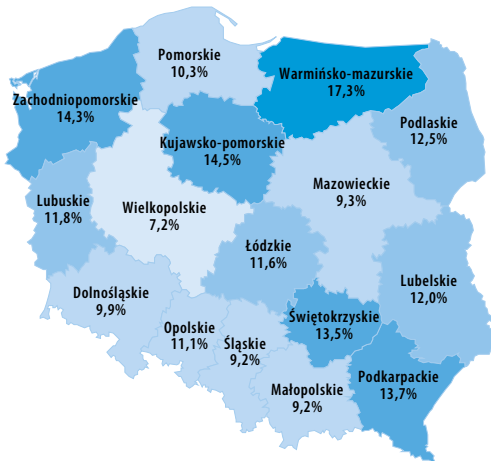 Pomorskie
10,3%
Warmińsko-mazurskie
17,3%
Zachodniopomorskie
14,3%
Podlaskie
12,5%
Kujawsko-pomorskie
14,5%
Mazowieckie
9,3%
Lubuskie
11,8%
Wielkopolskie
7,2%
Łódzkie
11,6%
Lubelskie
12,0%
Dolnośląskie
9,9%
Świętokrzyskie
13,5%
Opolskie
11,1%
Śląskie
9,2%
Podkarpackie
13,7%
Małopolskie
9,2%